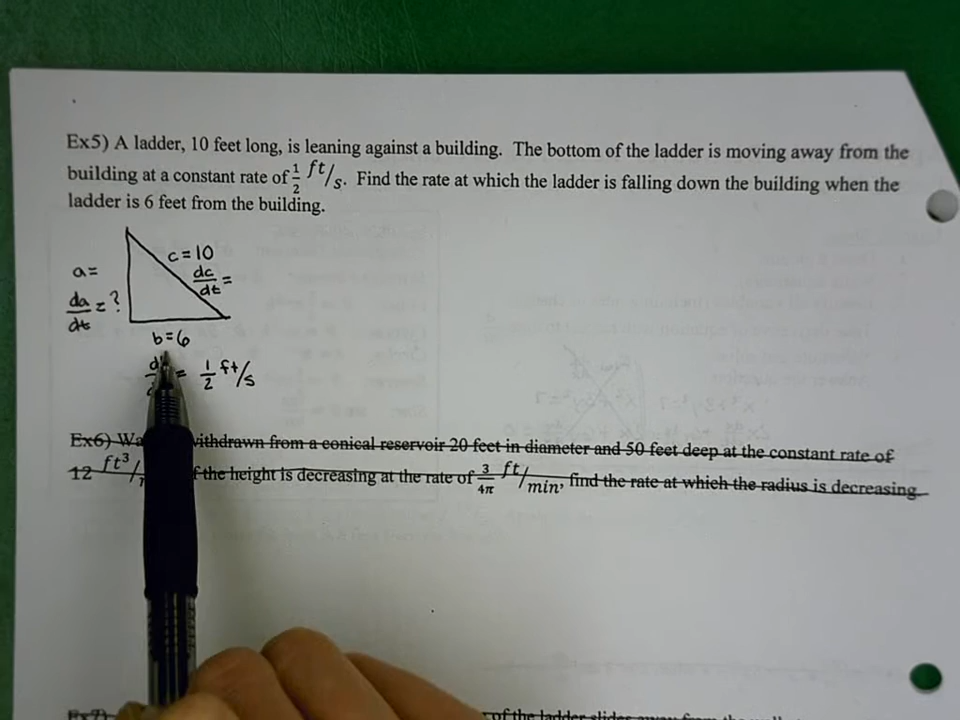 Ex5) A ladder, 10 feet long, is leaning against a building. The bottom of the ladder is moving away from the
building at a constant rate of 1/2 ft/s. Find the rate at which the ladder is falling down the building when the
ladder is 6 feet from the building.
c = 10
a =
dc/dt =
da/dt = ?
b = 6
= 1/2 ft/s
Ex6) withdrawn from a conical reservoir 20 feet in diameter and 50 feet deep at the constant rate of
12 ft³/ the height is decreasing at the rate of 3/4π ft/min, find the rate at which the radius is decreasing.
Ex7) of the ladder slides away from the